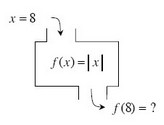 x = 8
f(x) = |x|
f(8) = ?